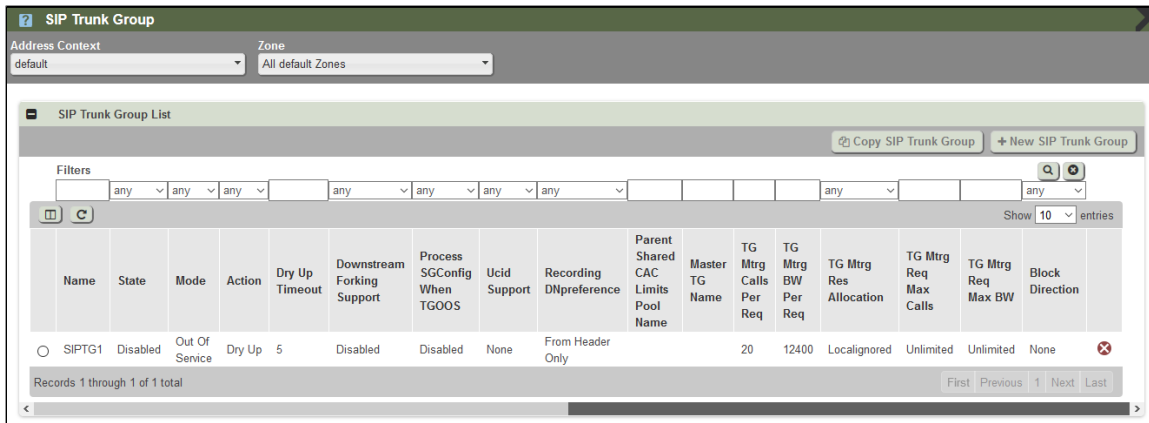 ? SIP Trunk Group
Address Context Zone
default All default Zones
SIP Trunk Group List
Copy SIP Trunk Group + New SIP Trunk Group
Filters
any any any any any any any any any
Show 10 entries
Name State Mode Action Dry Up Timeout Downstream Forking Support Process SGConfig When TGOOS Ucid Support Recording DNpreference Parent Shared CAC Limits Pool Name Master TG Name TG Mtrg Calls Per Req TG Mtrg BW Per Req TG Mtrg Res Allocation TG Mtrg Req Max Calls TG Mtrg Req Max BW Block Direction
SIPTG1 Disabled Out Of Service Dry Up 5 Disabled Disabled None From Header Only 20 12400 Localignored Unlimited Unlimited None
Records 1 through 1 of 1 total First Previous 1 Next Last